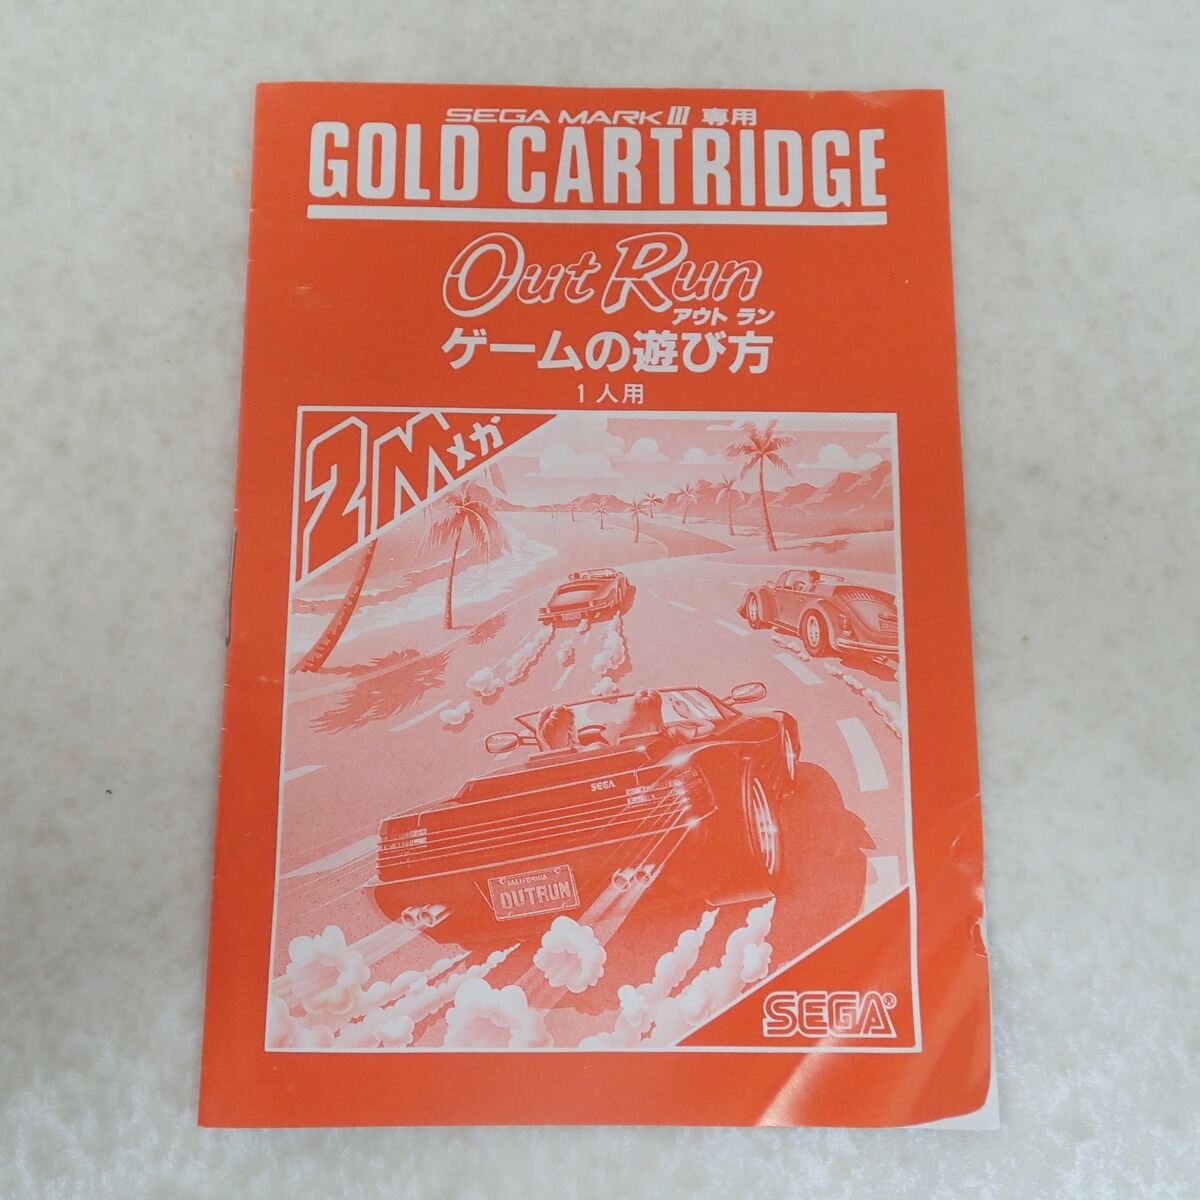 SEGA MARK III 専用
GOLD CARTRIDGE
Out Run
アウト ラン
ゲームの遊び方
1人用
2Mメガ
SEGA
CALIFORNIA
OUTRUN
SEGA®